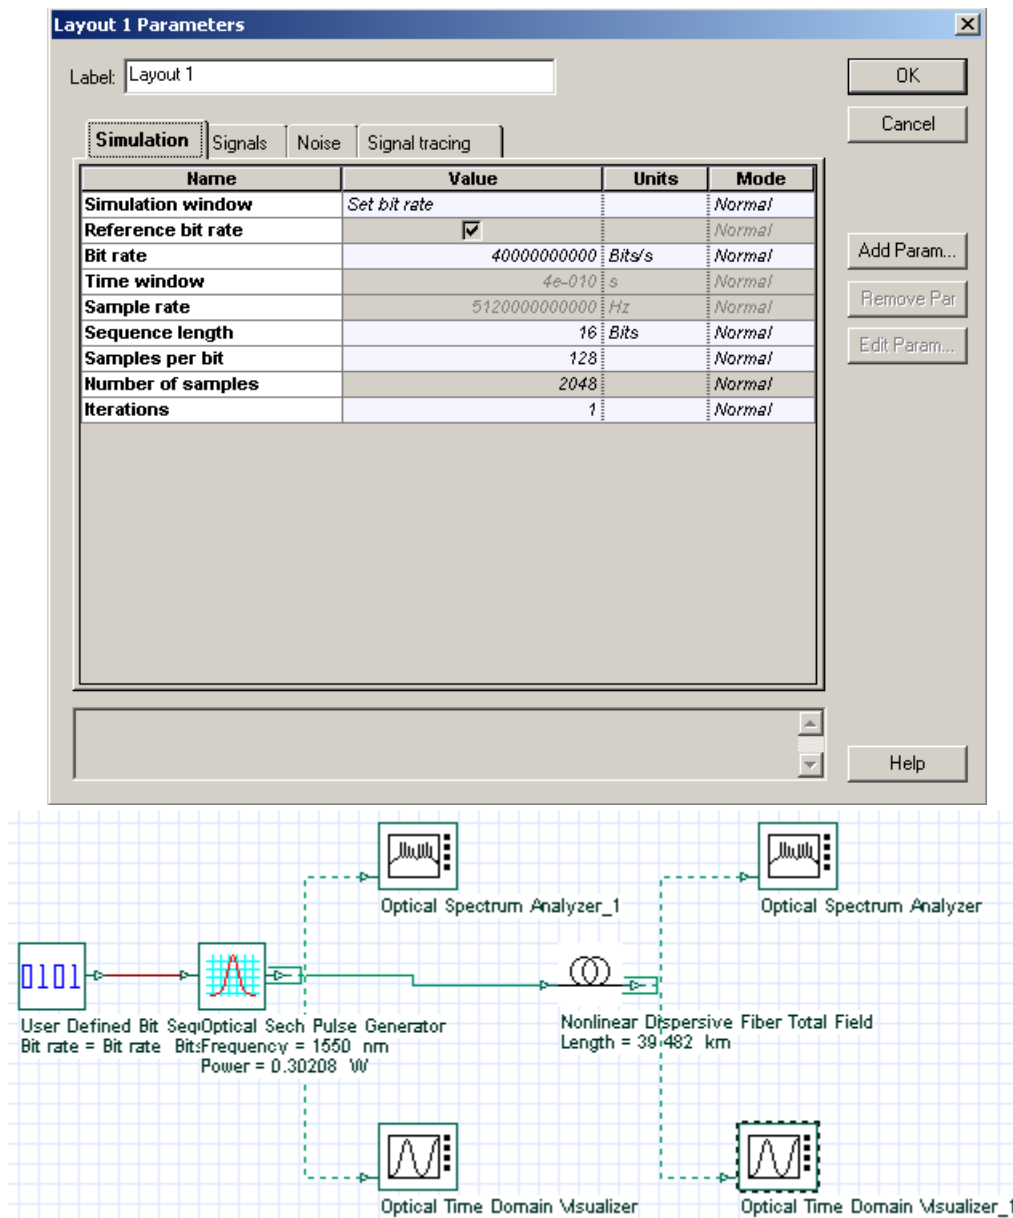 Layout 1 Parameters
Label: Layout 1
OK
Cancel
Simulation Signals Noise Signal tracing
Name Value Units Mode
Simulation window Set bit rate Normal
Reference bit rate Normal
Bit rate 40000000000 Bits/s Normal
Time window 4e-010 s Normal
Sample rate 5120000000000 Hz Normal
Sequence length 16 Bits Normal
Samples per bit 128 Normal
Number of samples 2048 Normal
Iterations 1 Normal
Add Param...
Remove Par
Edit Param...
Help
Optical Spectrum Analyzer_1
Optical Spectrum Analyzer
0101
User Defined Bit Seq
Bit rate = Bit rate Bits
Optical Sech Pulse Generator
Frequency = 1550 nm
Power = 0.30208 W
Nonlinear Dispersive Fiber Total Field
Length = 39.482 km
Optical Time Domain Visualizer
Optical Time Domain Visualizer_1